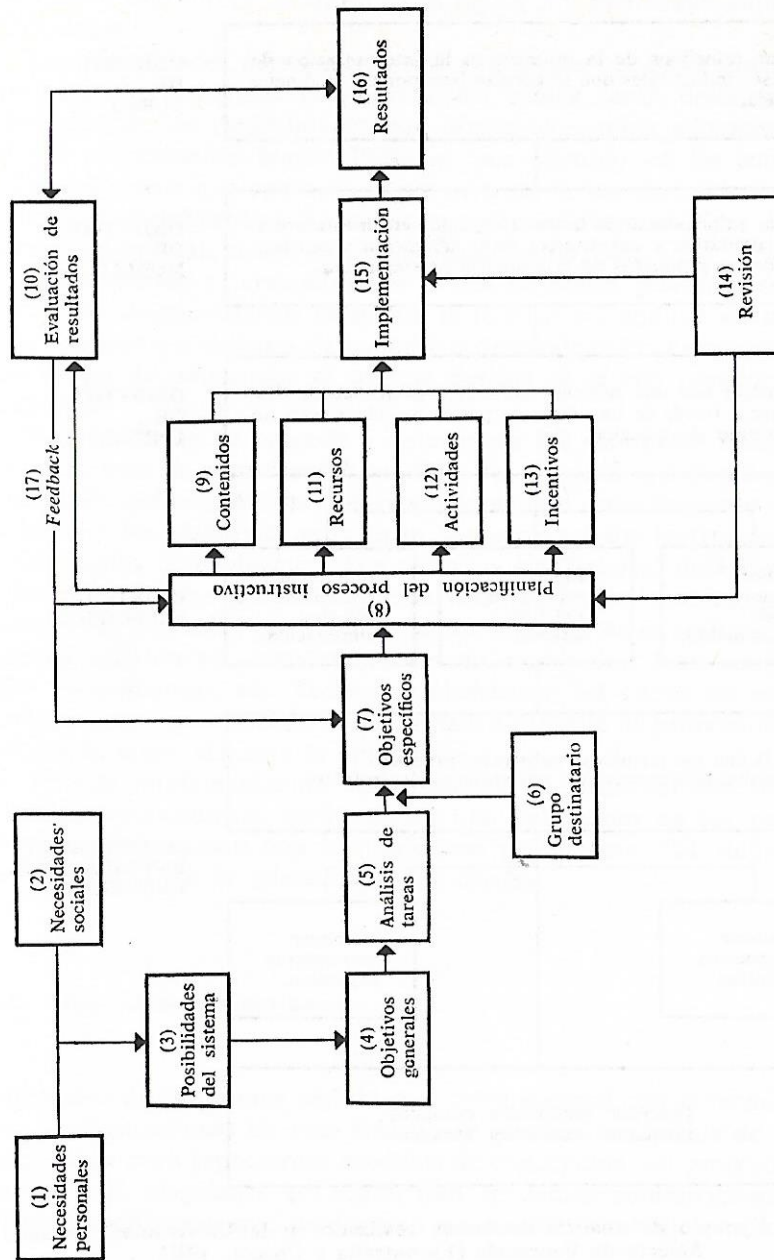 (1)
Necesidades
personales
(2)
Necesidades
sociales
(3)
Posibilidades
del sistema
(4)
Objetivos
generales
(5)
Análisis de
tareas
(6)
Grupo
destinatario
(7)
Objetivos
específicos
(8)
Planificación del proceso instructivo
(17)
Feedback
(9)
Contenidos
(11)
Recursos
(12)
Actividades
(13)
Incentivos
(10)
Evaluación de
resultados
(15)
Implementación
(14)
Revisión
(16)
Resultados